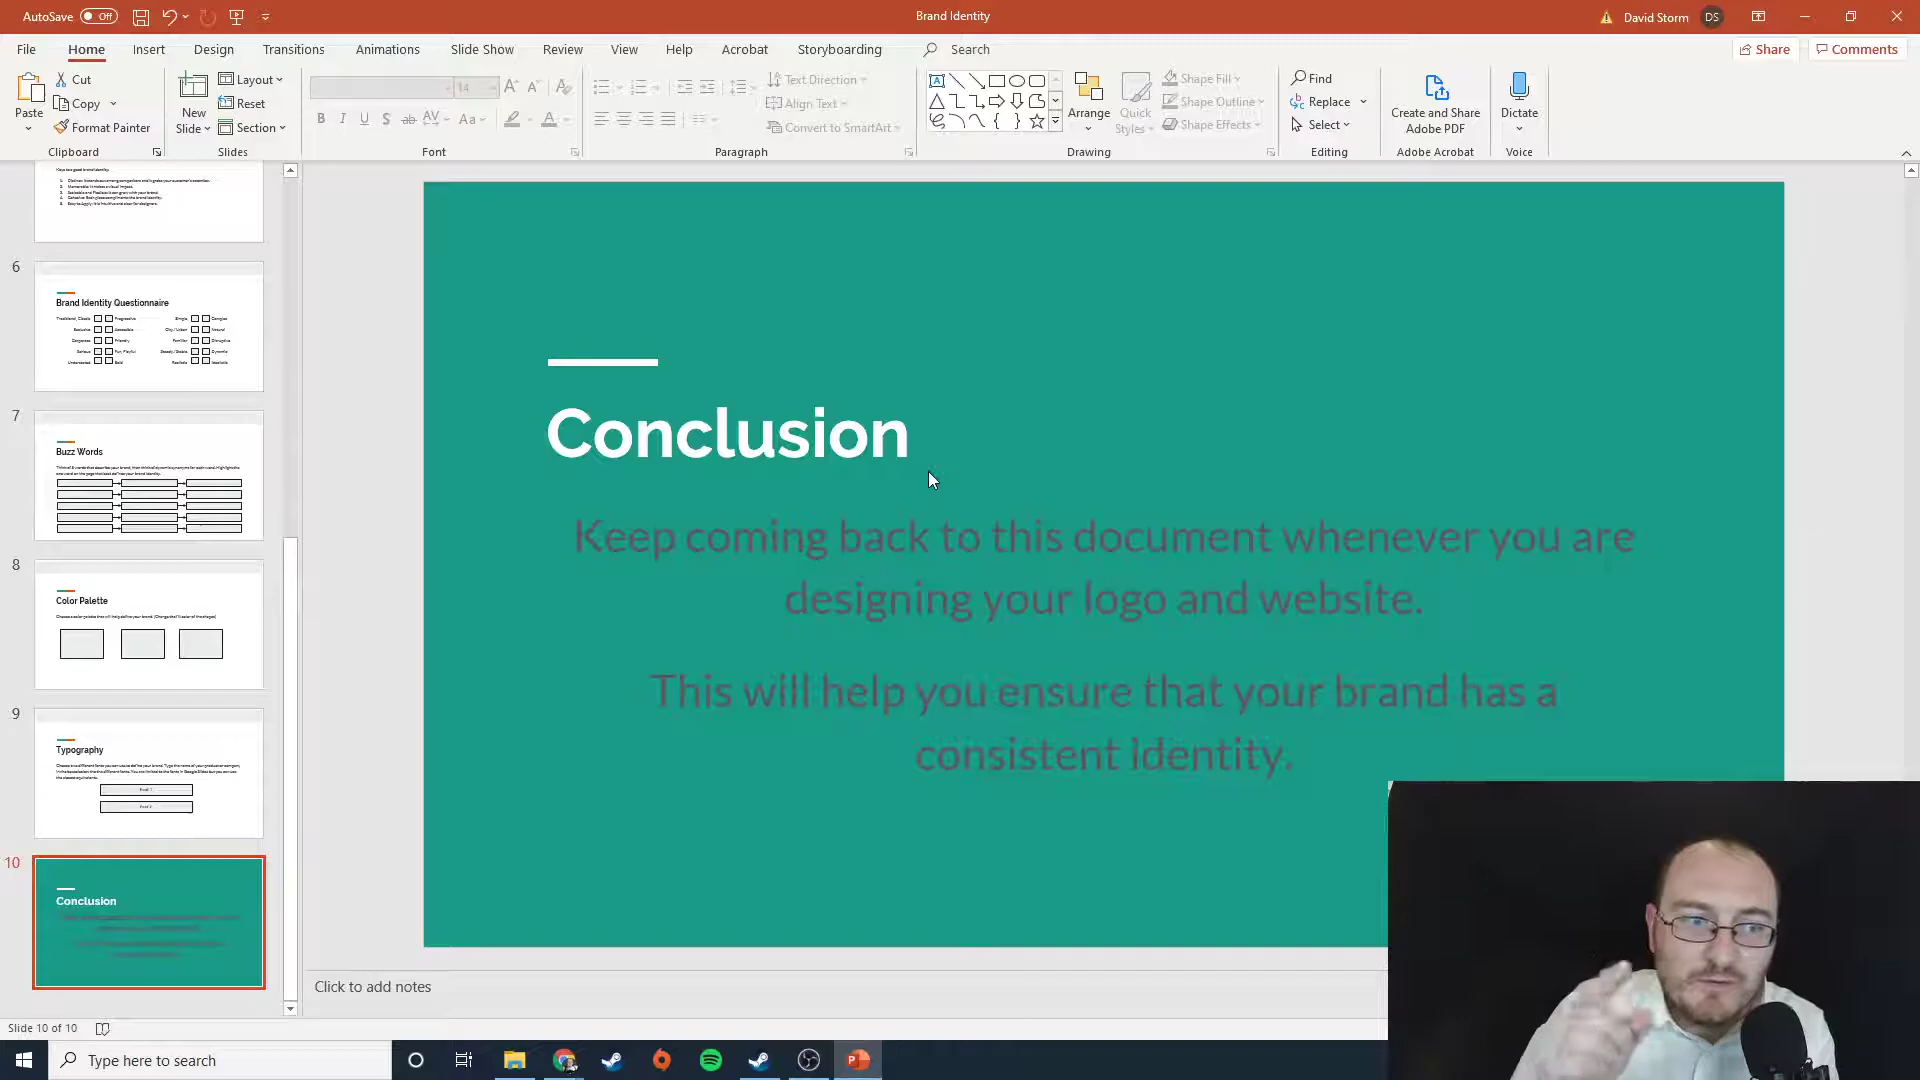 AutoSave Off
Brand Identity
David Storm DS
File Home Insert Design Transitions Animations Slide Show Review View Help Acrobat Storyboarding Search
Share Comments
Paste
Cut
Copy
Format Painter
Clipboard
New Slide
Layout
Reset
Section
Slides
14
Font
Text Direction
Align Text
Convert to SmartArt
Paragraph
Arrange
Quick Styles
Shape Fill
Shape Outline
Shape Effects
Drawing
Find
Replace
Select
Editing
Create and Share
Adobe PDF
Adobe Acrobat
Dictate
Voice
6
Brand Identity Questionnaire
7
Buzz Words
8
Color Palette
9
Typography
10
Conclusion
Conclusion
Keep coming back to this document whenever you are
designing your logo and website.
This will help you ensure that your brand has a
consistent identity.
Click to add notes
Slide 10 of 10
Type here to search